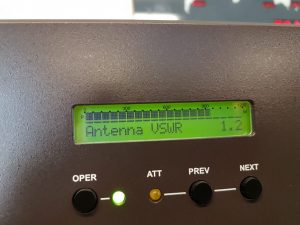 Antenna VSWR 1.2
OPER ATT PREV NEXT